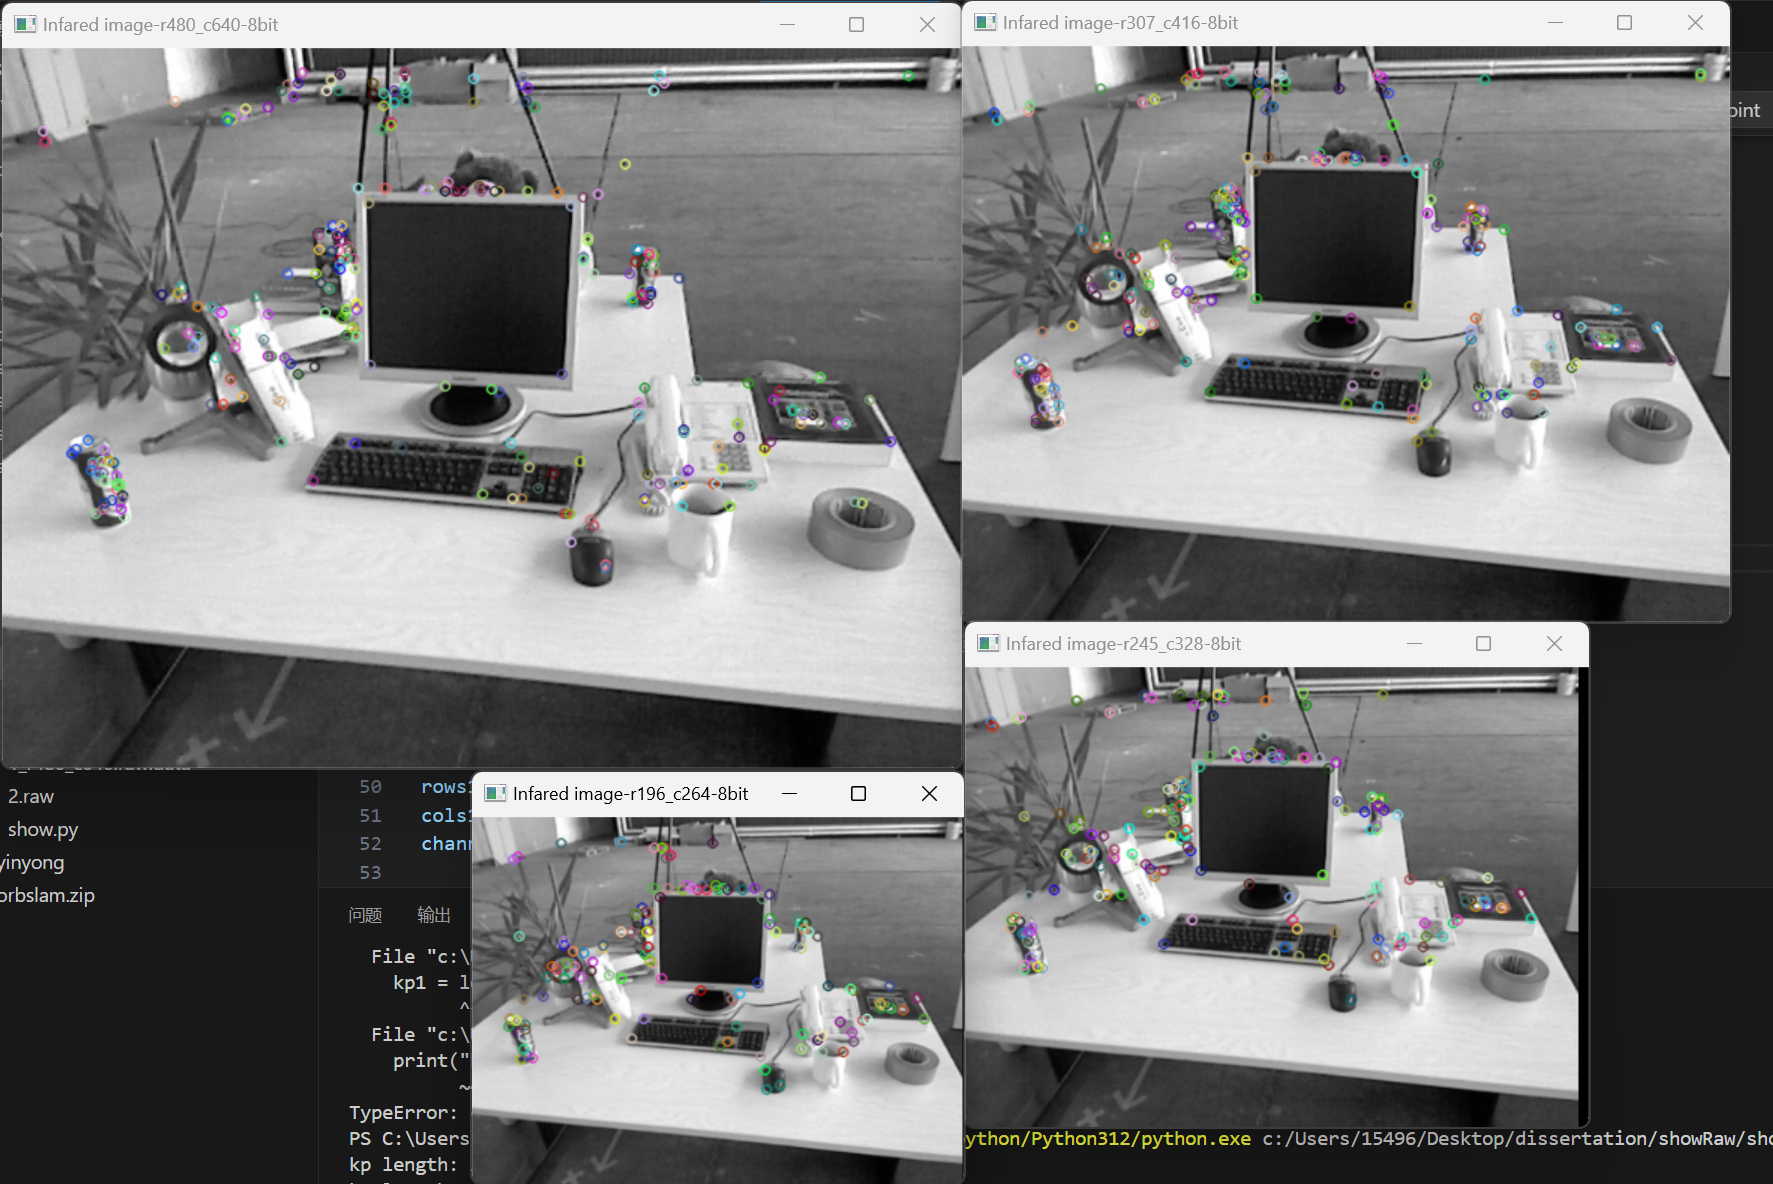 Infared image-r480_c640-8bit
Infared image-r307_c416-8bit
oint
Infared image-r245_c328-8bit
Infared image-r196_c264-8bit
2.raw
show.py
yinyong
orbslam.zip
50 rows1
51 cols1
52 chann
53
问题 输出
File "c:\
kp1 = l
^
File "c:\
print("
~
TypeError:
PS C:\Users
ython/Python312/python.exe c:/Users/15496/Desktop/dissertation/showRaw/sho
kp length: